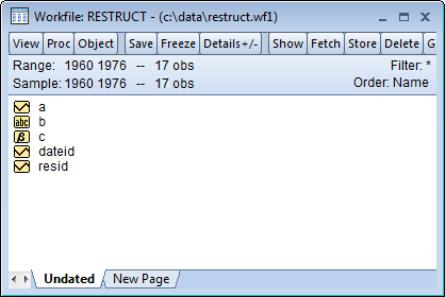 Workfile: RESTRUCT - (c:\data\restruct.wf1)
View Proc Object Save Freeze Details+/- Show Fetch Store Delete G
Range: 1960 1976 -- 17 obs Filter: *
Sample: 1960 1976 -- 17 obs Order: Name
a
abc b
β c
dateid
resid
Undated New Page